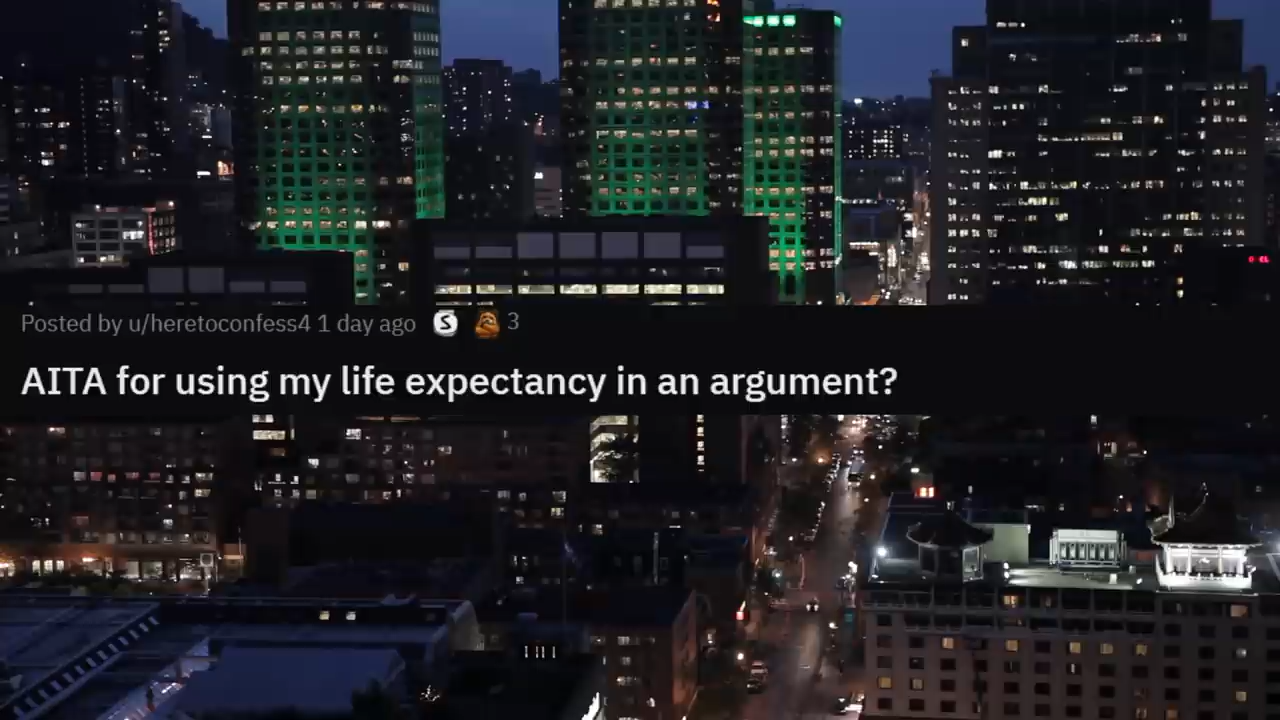 Posted by u/heretoconfess4 1 day ago 3
AITA for using my life expectancy in an argument?